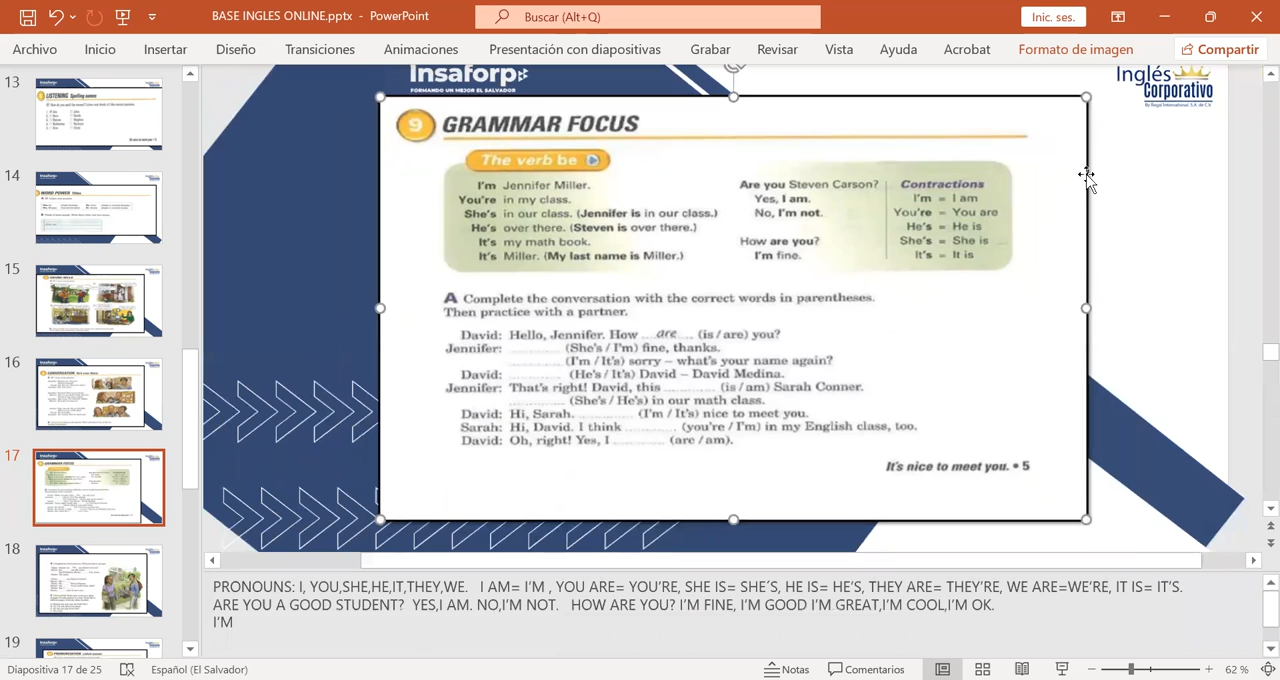 BASE INGLES ONLINE.pptx - PowerPoint
Buscar (Alt+Q)
Inic. ses.
Archivo
Inicio
Insertar
Diseño
Transiciones
Animaciones
Presentación con diapositivas
Grabar
Revisar
Vista
Ayuda
Acrobat
Formato de imagen
Compartir
13
14
15
16
17
18
19
Insaforp
FORMANDO UN MEJOR EL SALVADOR
Inglés
Corporativo
By Regal International, S.A. de C.V.
9 GRAMMAR FOCUS
The verb be
I'm Jennifer Miller.
You're in my class.
She's in our class. (Jennifer is in our class.)
He's over there. (Steven is over there.)
It's my math book.
It's Miller. (My last name is Miller.)
Are you Steven Carson?
Yes, I am.
No, I'm not.
How are you?
I'm fine.
Contractions
I'm = I am
You're = You are
He's = He is
She's = She is
It's = It is
A Complete the conversation with the correct words in parentheses.
Then practice with a partner.
David: Hello, Jennifer. How are (is / are) you?
Jennifer: (She's / I'm) fine, thanks.
(I'm / It's) sorry – what's your name again?
David: (He's / It's) David – David Medina.
Jennifer: That's right! David, this (is / am) Sarah Conner.
(She's / He's) in our math class.
David: Hi, Sarah. (I'm / It's) nice to meet you.
Sarah: Hi, David. I think (you're / I'm) in my English class, too.
David: Oh, right! Yes, I (are / am).
It's nice to meet you. • 5
PRONOUNS: I, YOU,SHE,HE,IT,THEY,WE. I AM= I'M , YOU ARE= YOU'RE, SHE IS= SHE'S, HE IS= HE'S, THEY ARE= THEY'RE, WE ARE=WE'RE, IT IS= IT'S.
ARE YOU A GOOD STUDENT? YES,I AM. NO,I'M NOT. HOW ARE YOU? I'M FINE, I'M GOOD I'M GREAT,I'M COOL,I'M OK.
I'M
Diapositiva 17 de 25
Español (El Salvador)
Notas
Comentarios
62 %